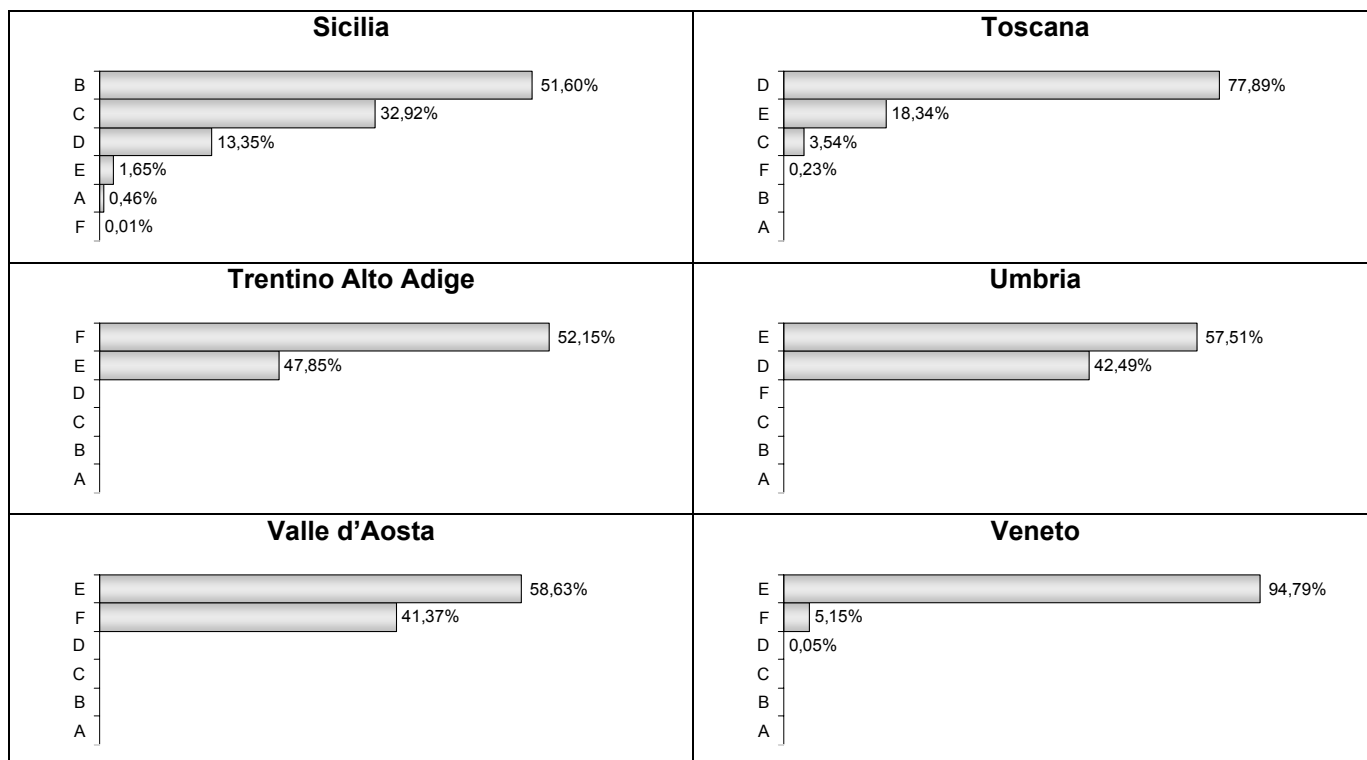 Sicilia
B 51,60%
C 32,92%
D 13,35%
E 1,65%
A 0,46%
F 0,01%
Toscana
D 77,89%
E 18,34%
C 3,54%
F 0,23%
B
A
Trentino Alto Adige
F 52,15%
E 47,85%
D
C
B
A
Umbria
E 57,51%
D 42,49%
F
C
B
A
Valle d’Aosta
E 58,63%
F 41,37%
D
C
B
A
Veneto
E 94,79%
F 5,15%
D 0,05%
C
B
A